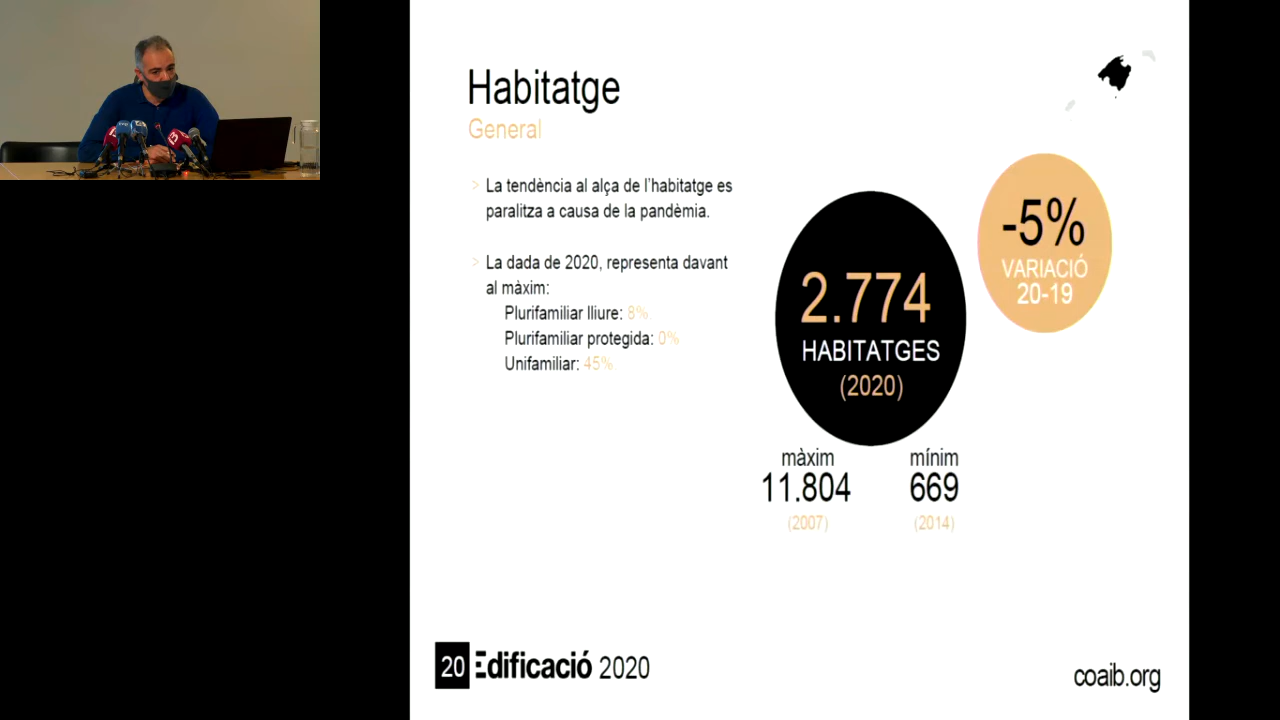 Habitatge
General
> La tendència al alça de l'habitatge es
paralitza a causa de la pandèmia.
> La dada de 2020, representa davant
al màxim:
Plurifamiliar lliure: 8%.
Plurifamiliar protegida: 0%
Unifamiliar: 45%
-5%
VARIACIÓ
20-19
2.774
HABITATGES
(2020)
màxim
11.804
(2007)
mínim
669
(2014)
20 Edificació 2020
coaib.org